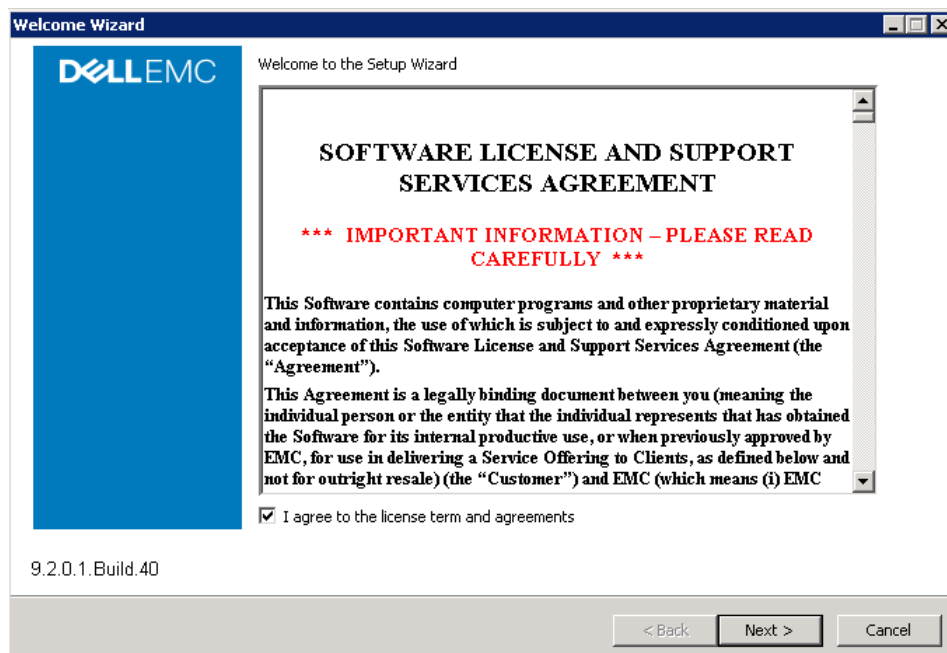 Welcome Wizard
DELLEMC
Welcome to the Setup Wizard
SOFTWARE LICENSE AND SUPPORT
SERVICES AGREEMENT
*** IMPORTANT INFORMATION – PLEASE READ
CAREFULLY ***
This Software contains computer programs and other proprietary material
and information, the use of which is subject to and expressly conditioned upon
acceptance of this Software License and Support Services Agreement (the
“Agreement”).
This Agreement is a legally binding document between you (meaning the
individual person or the entity that the individual represents that has obtained
the Software for its internal productive use, or when previously approved by
EMC, for use in delivering a Service Offering to Clients, as defined below and
not for outright resale) (the “Customer”) and EMC (which means (i) EMC
I agree to the license term and agreements
9.2.0.1.Build.40
< Back
Next >
Cancel